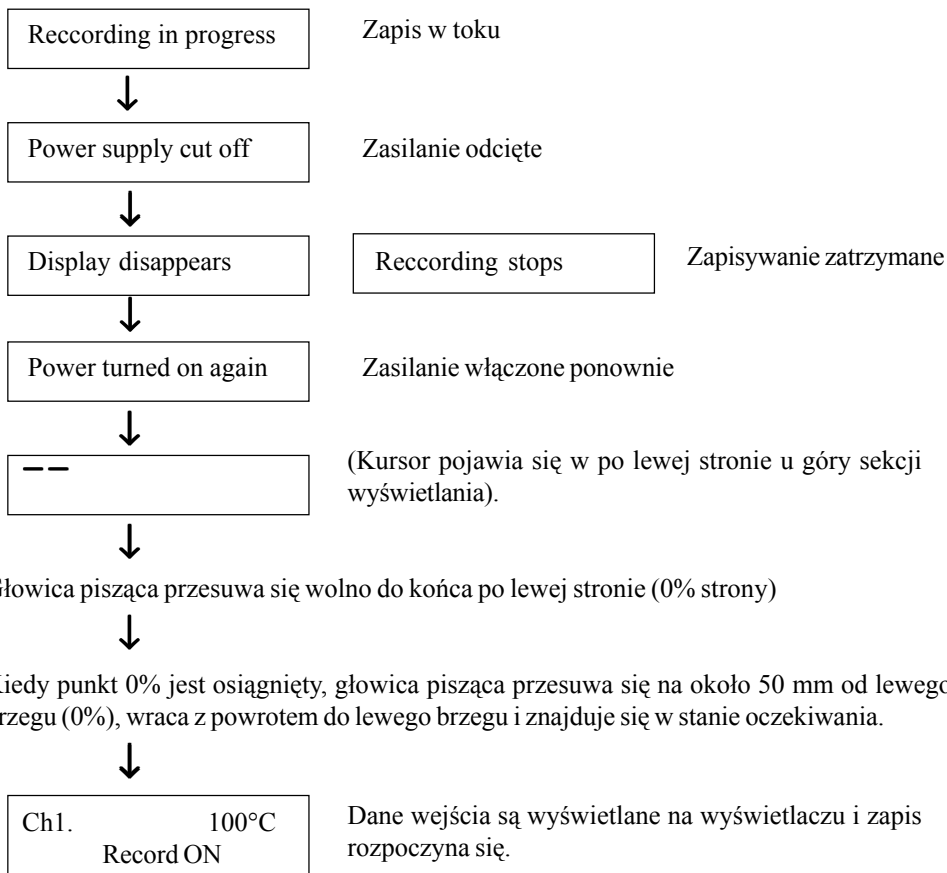 Reccording in progress
Zapis w toku
Power supply cut off
Zasilanie odcięte
Display disappears
Reccording stops
Zapisywanie zatrzymane
Power turned on again
Zasilanie włączone ponownie
(Kursor pojawia się w po lewej stronie u góry sekcji
wyświetlania).
Głowica pisząca przesuwa się wolno do końca po lewej stronie (0% strony)
Kiedy punkt 0% jest osiągnięty, głowica pisząca przesuwa się na około 50 mm od lewego
rzegu (0%), wraca z powrotem do lewego brzegu i znajduje się w stanie oczekiwania.
Ch1. 100°C
Record ON
Dane wejścia są wyświetlane na wyświetlaczu i zapis
rozpoczyna się.